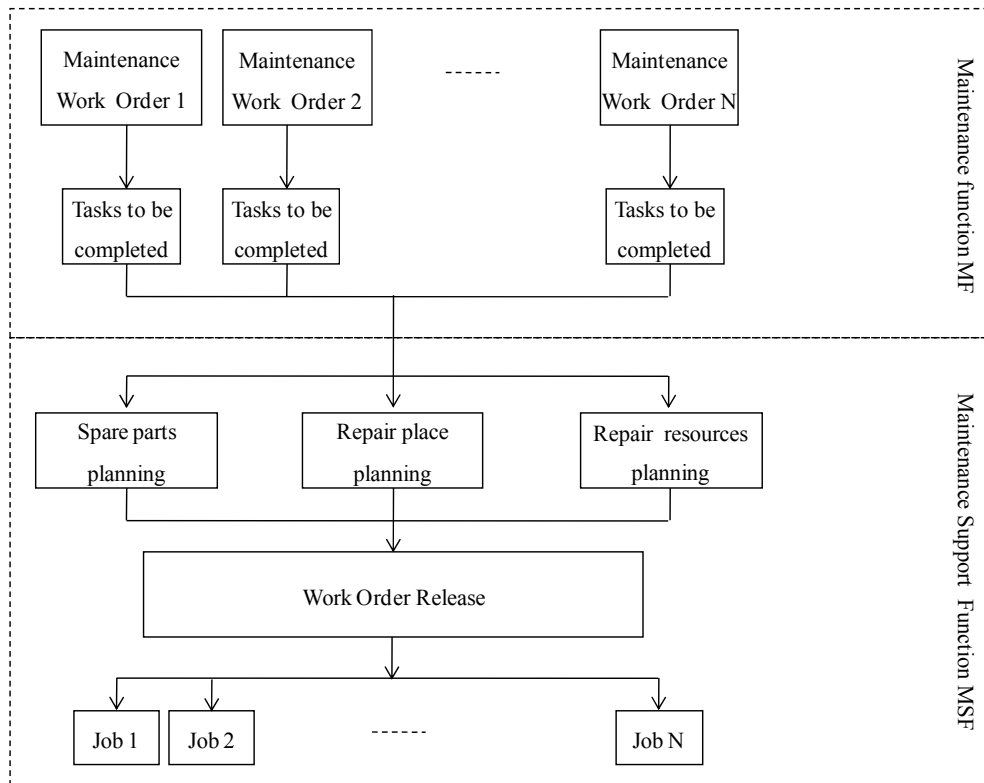 Maintenance
Work Order 1
Maintenance
Work Order 2
Maintenance
Work Order N
Tasks to be
completed
Tasks to be
completed
Tasks to be
completed
Maintenance function MF
Spare parts
planning
Repair place
planning
Repair resources
planning
Work Order Release
Job 1
Job 2
Job N
Maintenance Support Function MSF